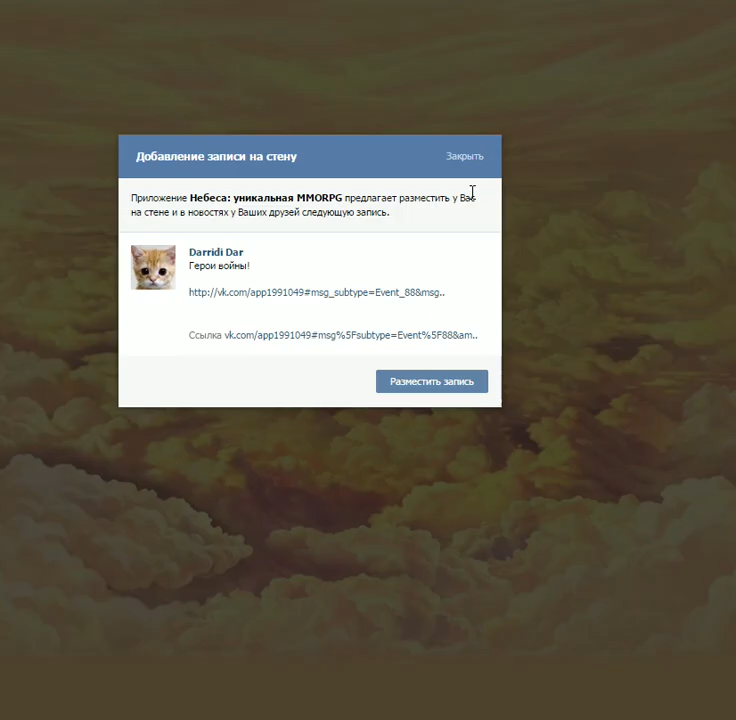 Добавление записи на стену
Закрыть
Приложение Небеса: уникальная MMORPG предлагает разместить у Вас
на стене и в новостях у Ваших друзей следующую запись.
Darridi Dar
Герои войны!
http://vk.com/app1991049#msg_subtype=Event_88&msg..
Ссылка vk.com/app1991049#msg%5Fsubtype=Event%5F88&am..
Разместить запись